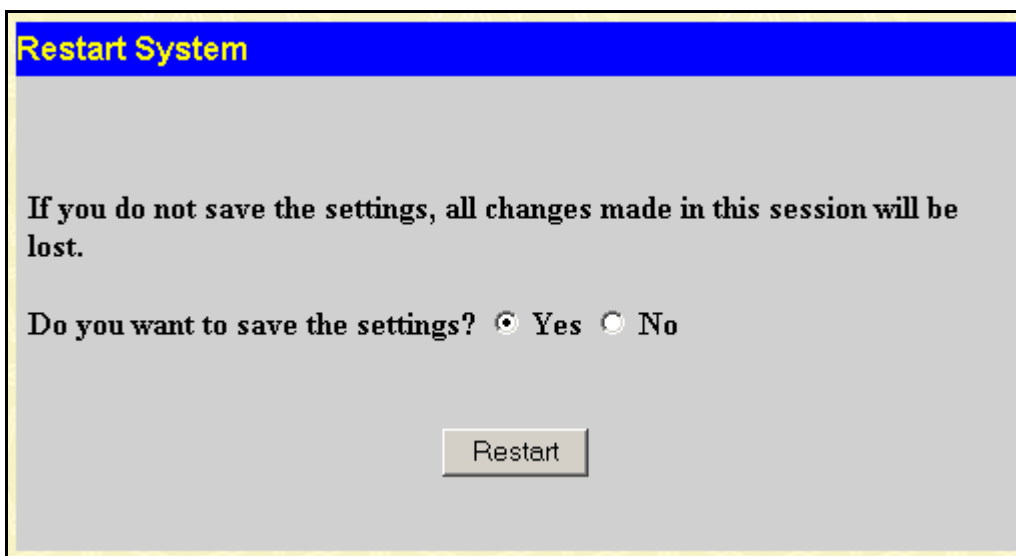 Restart System
If you do not save the settings, all changes made in this session will be
lost.
Do you want to save the settings? Yes No
Restart